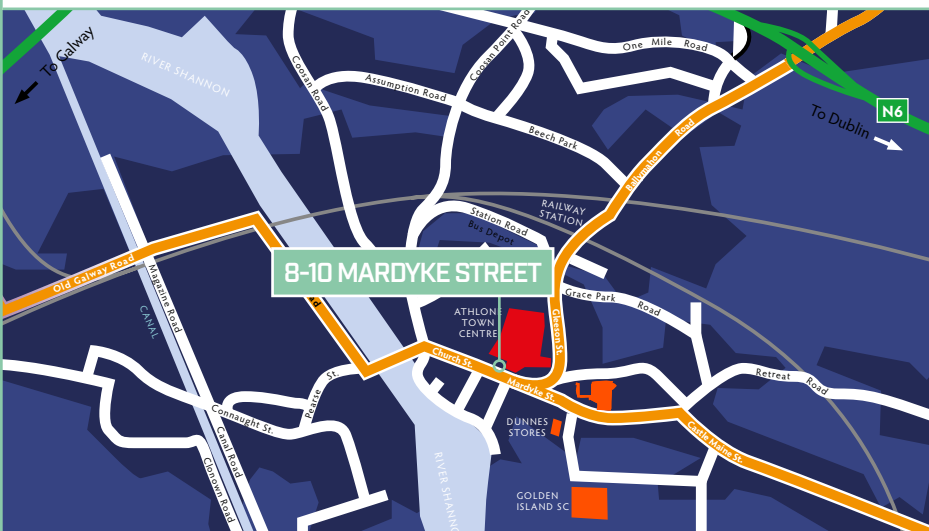 To Galway
RIVER SHANNON
Coosan Road
Coosan Point Road
One Mile Road
Assumption Road
Beech Park
N6
To Dublin
Ballymahon Road
RAILWAY
STATION
Station Road
Bus Depot
Old Galway Road
Magazine Road
CANAL
8-10 MARDYKE STREET
Grace Park Road
ATHLONE
TOWN
CENTRE
Gleeson St.
Church St.
Mardyke St.
Retreat Road
Pearse St.
Connaught St.
Canal Road
Clonown Road
DUNNES
STORES
Castle Maine St.
RIVER SHANNO
GOLDEN
ISLAND SC